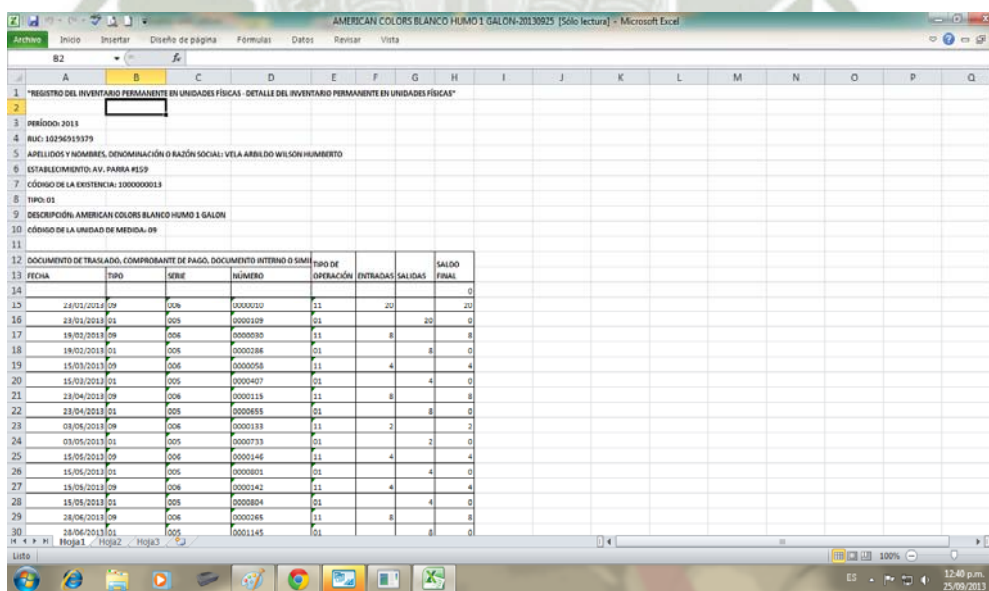 AMERICAN COLORS BLANCO HUMO 1 GALON-20130925 [Sólo lectura] - Microsoft Excel
Archivo Inicio Insertar Diseño de página Fórmulas Datos Revisar Vista
B2 fx
A B C D E F G H I J K L M N O P Q
1 "REGISTRO DEL INVENTARIO PERMANENTE EN UNIDADES FÍSICAS - DETALLE DEL INVENTARIO PERMANENTE EN UNIDADES FÍSICAS"
2
3 PERÍODO: 2013
4 RUC: 10296919379
5 APELLIDOS Y NOMBRES, DENOMINACIÓN O RAZÓN SOCIAL: VELA ARBILDO WILSON HUMBERTO
6 ESTABLECIMIENTO: AV. PARRA #159
7 CÓDIGO DE LA EXISTENCIA: 1000000013
8 TIPO: 01
9 DESCRIPCIÓN: AMERICAN COLORS BLANCO HUMO 1 GALON
10 CÓDIGO DE LA UNIDAD DE MEDIDA: 09
11
12 DOCUMENTO DE TRASLADO, COMPROBANTE DE PAGO, DOCUMENTO INTERNO O SIMI TIPO DE SALDO
13 FECHA TIPO SERIE NÚMERO OPERACIÓN ENTRADAS SALIDAS FINAL
14 0
15 23/01/2013 09 006 0000010 11 20 20
16 23/01/2013 01 005 0000109 01 20 0
17 19/02/2013 09 006 0000030 11 8 8
18 19/02/2013 01 005 0000286 01 8 0
19 15/03/2013 09 006 0000058 11 4 4
20 15/03/2013 01 005 0000407 01 4 0
21 23/04/2013 09 006 0000115 11 8 8
22 23/04/2013 01 005 0000655 01 8 0
23 03/05/2013 09 006 0000133 11 2 2
24 03/05/2013 01 005 0000733 01 2 0
25 15/05/2013 09 006 0000146 11 4 4
26 15/05/2013 01 005 0000801 01 4 0
27 15/05/2013 09 006 0000142 11 4 4
28 15/05/2013 01 005 0000804 01 4 0
29 28/06/2013 09 006 0000265 11 8 8
30 28/06/2013 01 005 0001145 01 8 0
Hoja1 Hoja2 Hoja3
Listo 100%
ES 12:40 p.m.
25/09/2013